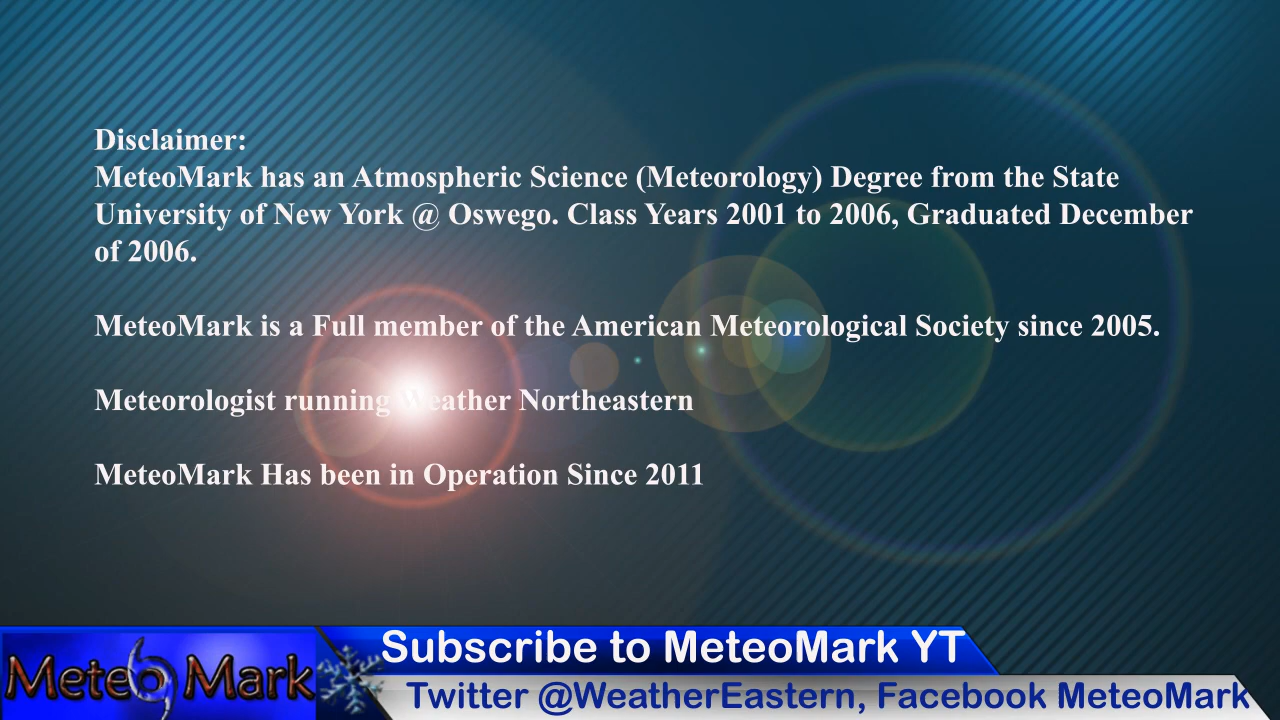 Disclaimer:
MeteoMark has an Atmospheric Science (Meteorology) Degree from the State
University of New York @ Oswego. Class Years 2001 to 2006, Graduated December
of 2006.
MeteoMark is a Full member of the American Meteorological Society since 2005.
Meteorologist running Weather Northeastern
MeteoMark Has been in Operation Since 2011
Subscribe to MeteoMark YT
Meteo Mark
Twitter @WeatherEastern, Facebook MeteoMark